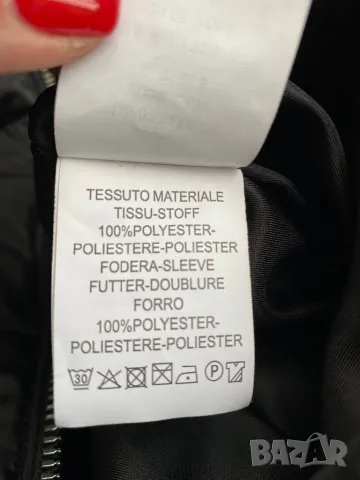 TESSUTO MATERIALE
TISSU-STOFF
100%POLYESTER-
POLIESTERE-POLIESTER
FODERA-SLEEVE
FUTTER-DOUBLURE
FORRO
100%POLYESTER-
POLIESTERE-POLIESTER
30 P
BAZAR